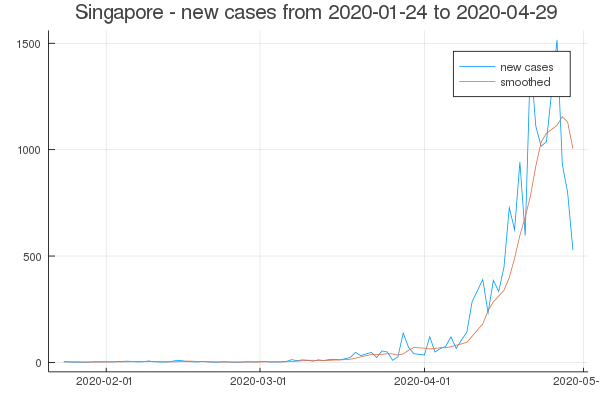 Singapore - new cases from 2020-01-24 to 2020-04-29
1500
new cases
smoothed
1000
500
0
2020-02-01 2020-03-01 2020-04-01 2020-05-